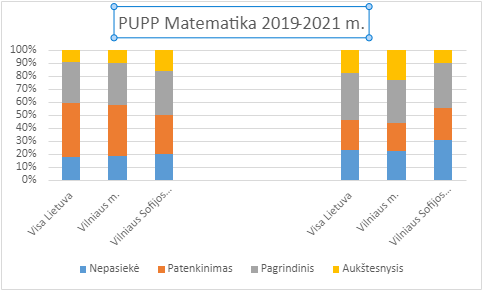 PUPP Matematika 2019-2021 m.
100%
90%
80%
70%
60%
50%
40%
30%
20%
10%
0%
Visa Lietuva
Vilniaus m.
Vilniaus Sofijos...
Visa Lietuva
Vilniaus m.
Vilniaus Sofijos...
Nepasiekė Patenkinimas Pagrindinis Aukštesnysis